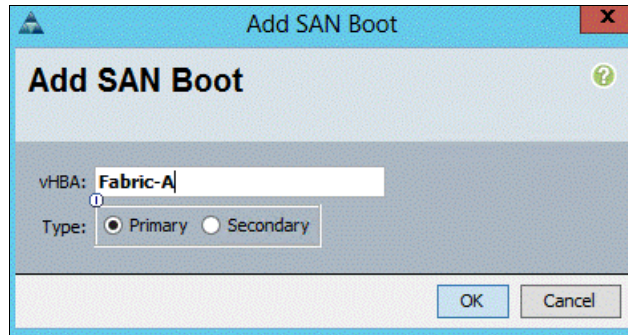 Add SAN Boot
x
Add SAN Boot
?
vHBA: Fabric-A
Type: Primary Secondary
OK Cancel